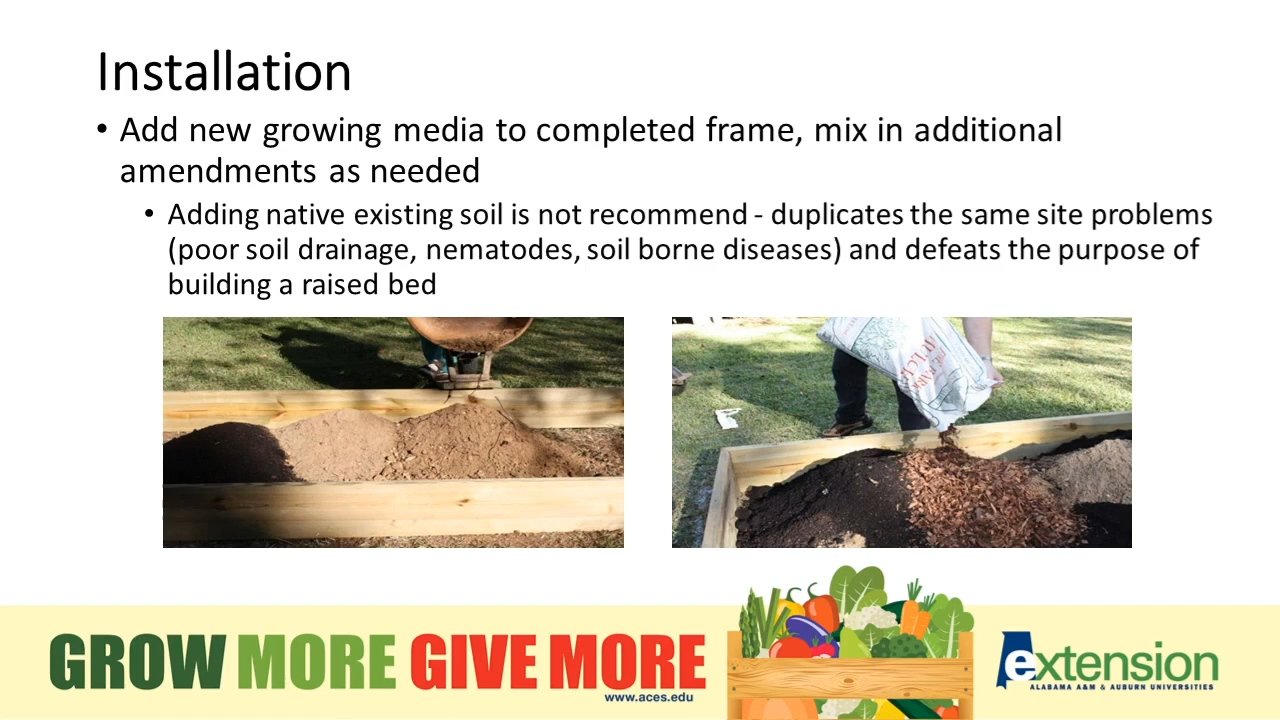 Installation
• Add new growing media to completed frame, mix in additional
amendments as needed
• Adding native existing soil is not recommend - duplicates the same site problems
(poor soil drainage, nematodes, soil borne diseases) and defeats the purpose of
building a raised bed
GROW MORE GIVE MORE
www.aces.edu
extension
ALABAMA A&M & AUBURN UNIVERSITIES